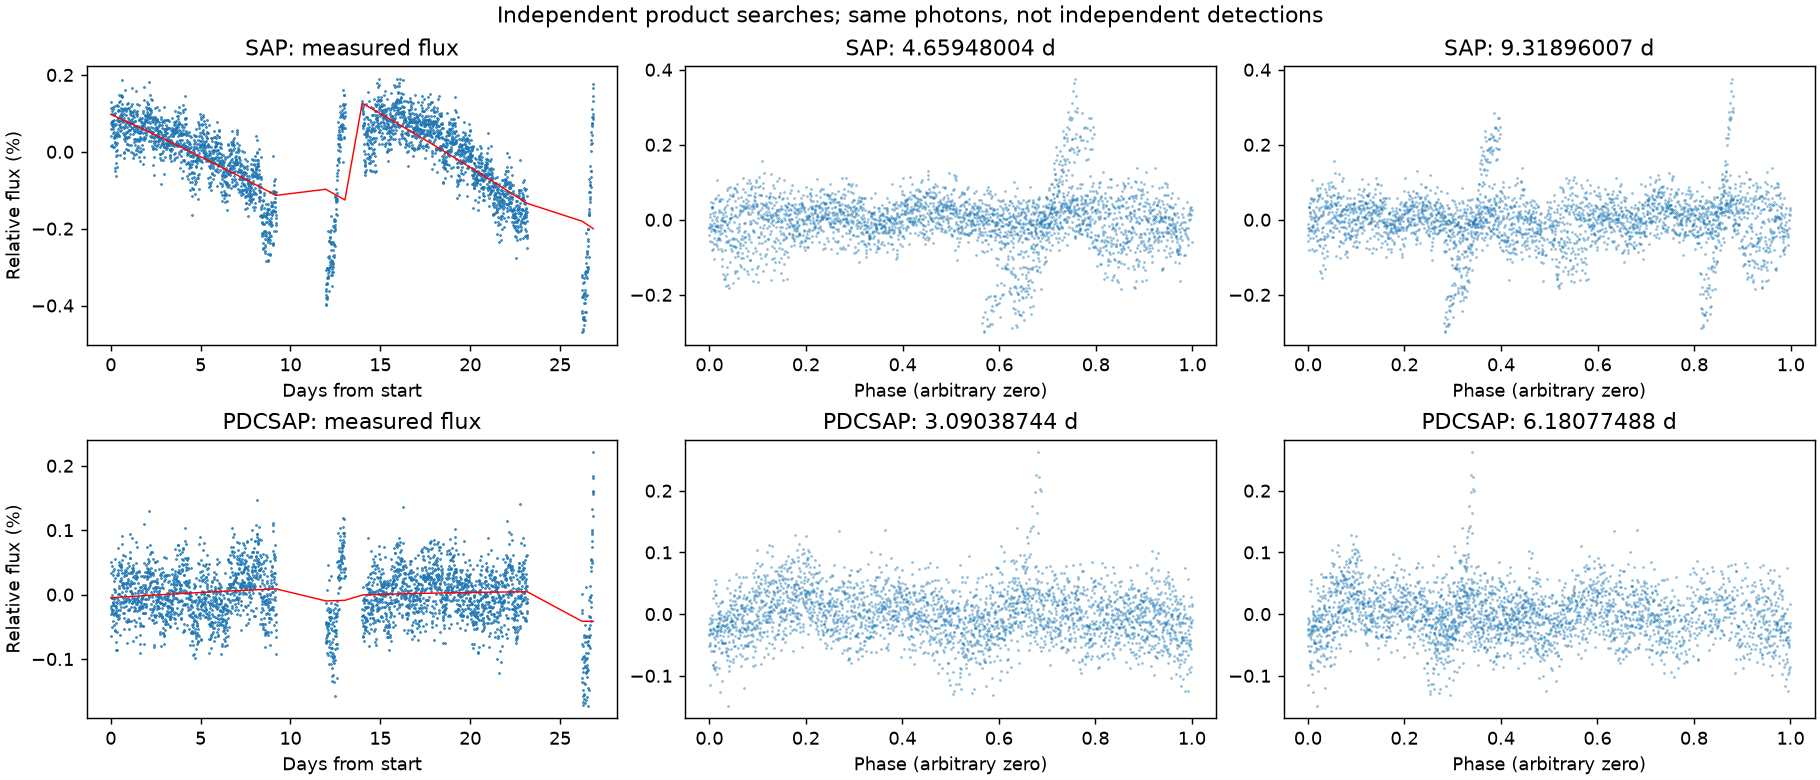 Independent product searches; same photons, not independent detections
SAP: measured flux
SAP: 4.65948004 d
SAP: 9.31896007 d
Relative flux (%)
0.2
0.0
−0.2
−0.4
0 5 10 15 20 25
Days from start
0.4
0.2
0.0
−0.2
0.0 0.2 0.4 0.6 0.8 1.0
Phase (arbitrary zero)
0.4
0.2
0.0
−0.2
0.0 0.2 0.4 0.6 0.8 1.0
Phase (arbitrary zero)
PDCSAP: measured flux
PDCSAP: 3.09038744 d
PDCSAP: 6.18077488 d
Relative flux (%)
0.2
0.1
0.0
−0.1
0 5 10 15 20 25
Days from start
0.2
0.1
0.0
−0.1
0.0 0.2 0.4 0.6 0.8 1.0
Phase (arbitrary zero)
0.2
0.1
0.0
−0.1
0.0 0.2 0.4 0.6 0.8 1.0
Phase (arbitrary zero)